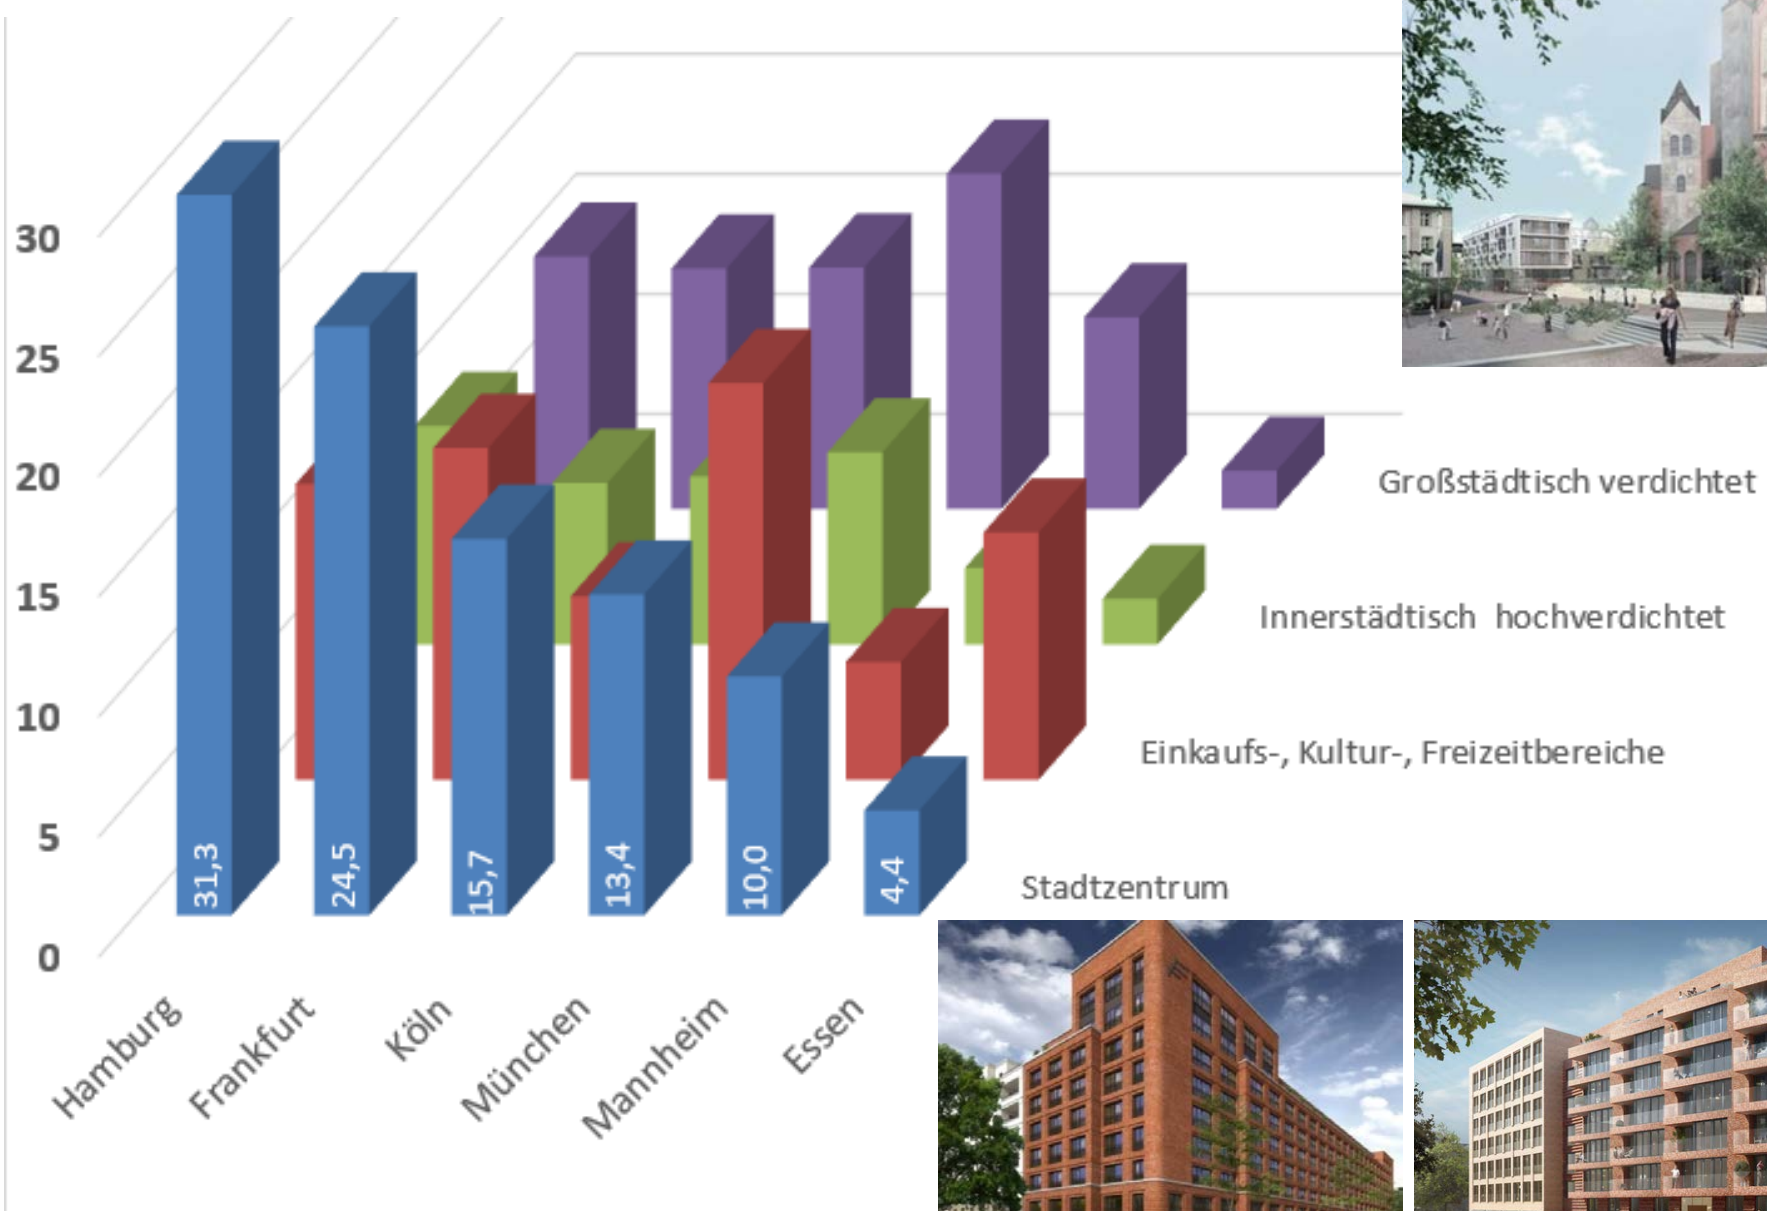 30
25
20
15
10
5
0
31,3
24,5
15,7
13,4
10,0
4,4
Großstädtisch verdichtet
Innerstädtisch hochverdichtet
Einkaufs-, Kultur-, Freizeitbereiche
Stadtzentrum
Hamburg
Frankfurt
Köln
München
Mannheim
Essen